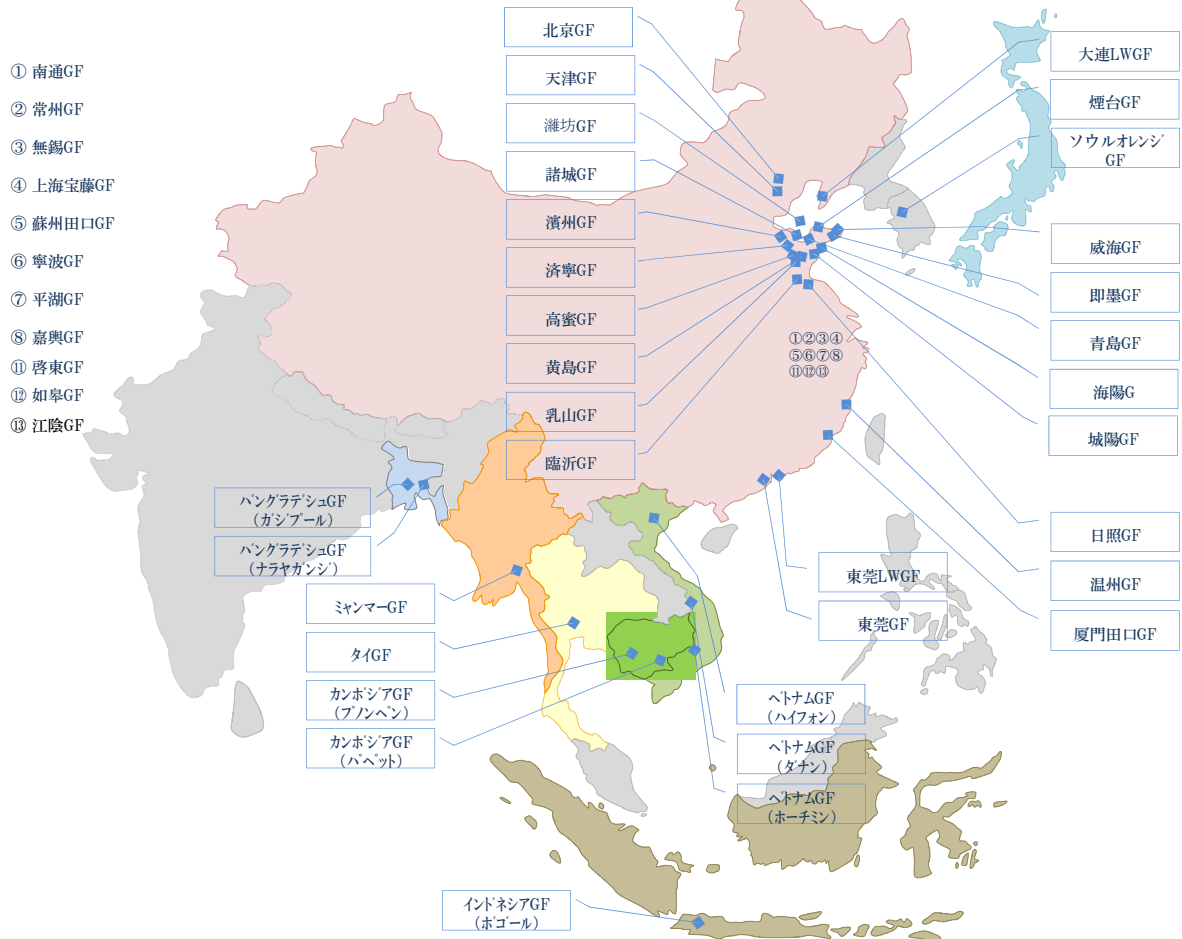 ① 南通GF
② 常州GF
③ 無錫GF
④ 上海宝藤GF
⑤ 蘇州田口GF
⑥ 寧波GF
⑦ 平湖GF
⑧ 嘉興GF
⑪ 啓東GF
⑫ 如皋GF
⑬ 江陰GF
北京GF
天津GF
濰坊GF
諸城GF
濱州GF
済寧GF
高蜜GF
黄島GF
乳山GF
臨沂GF
大連LWGF
煙台GF
ソウルオレンジ
GF
威海GF
即墨GF
青島GF
海陽G
城陽GF
①②③④
⑤⑥⑦⑧
⑪⑫⑬
日照GF
温州GF
厦門田口GF
東莞LWGF
東莞GF
バングラデシュGF
（ガジプール）
バングラデシュGF
（ナラヤガンジ）
ミャンマーGF
タイGF
カンボジアGF
（プノンペン）
カンボジアGF
（バベット）
ベトナムGF
（ハイフォン）
ベトナムGF
（ダナン）
ベトナムGF
（ホーチミン）
インドネシアGF
（ボゴール）